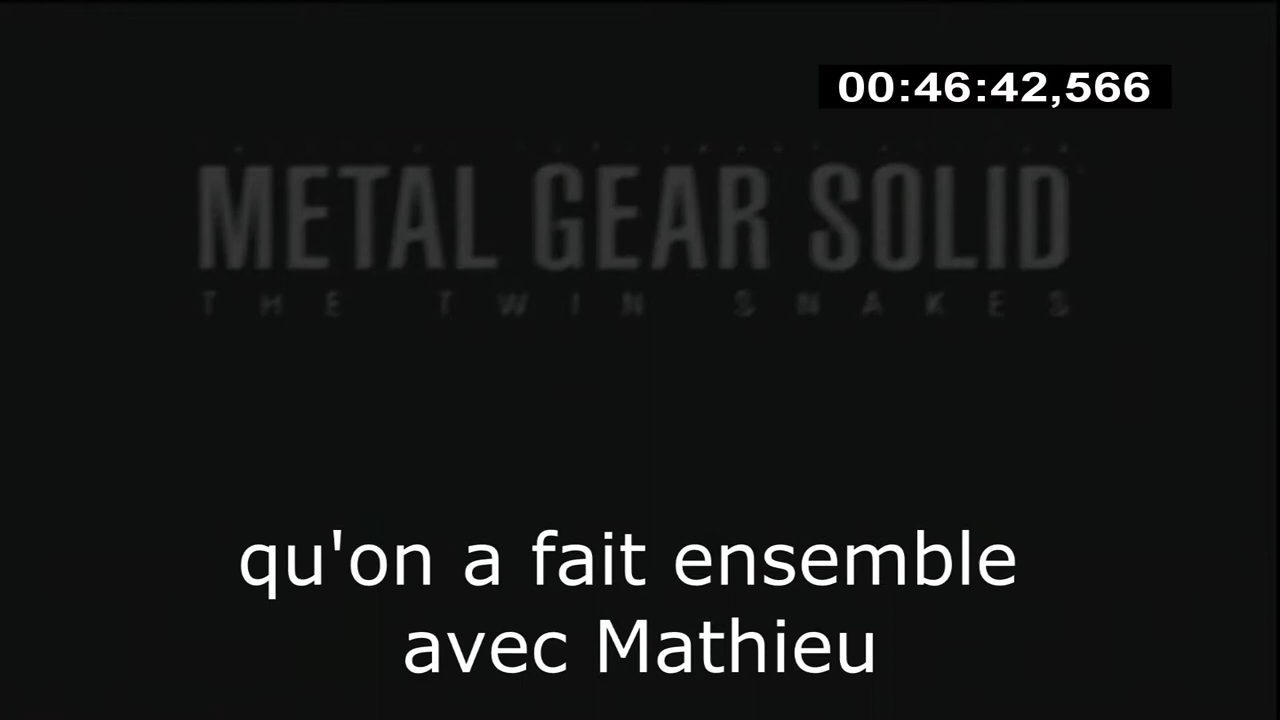 00:46:42,566
METAL GEAR SOLID
THE TWIN SNAKES
qu'on a fait ensemble
avec Mathieu